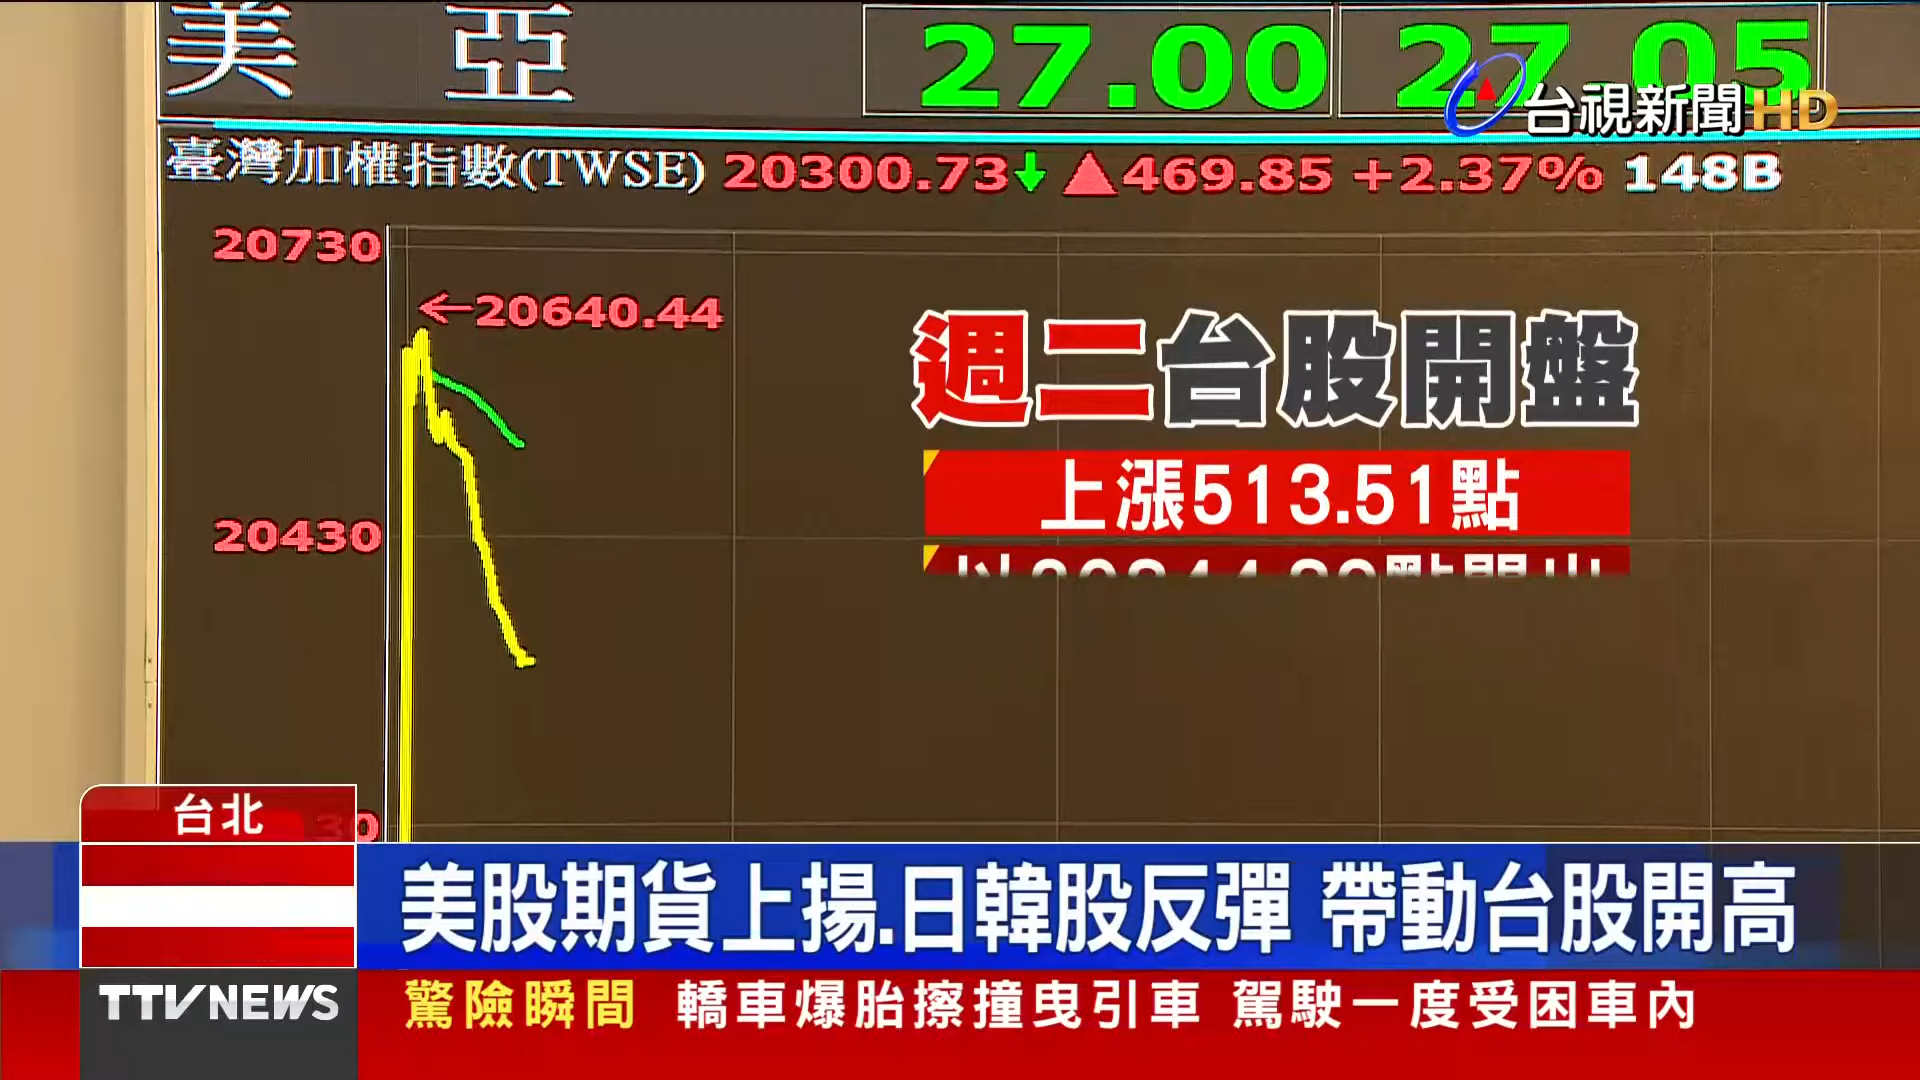 美亞 27.00 27.05
台視新聞HD
臺灣加權指數(TWSE) 20300.73↓ ▲469.85 +2.37% 148B
20730
←20640.44
週二台股開盤
上漲513.51點
20430
台北
美股期貨上揚.日韓股反彈 帶動台股開高
TTV NEWS
驚險瞬間 轎車爆胎擦撞曳引車 駕駛一度受困車內